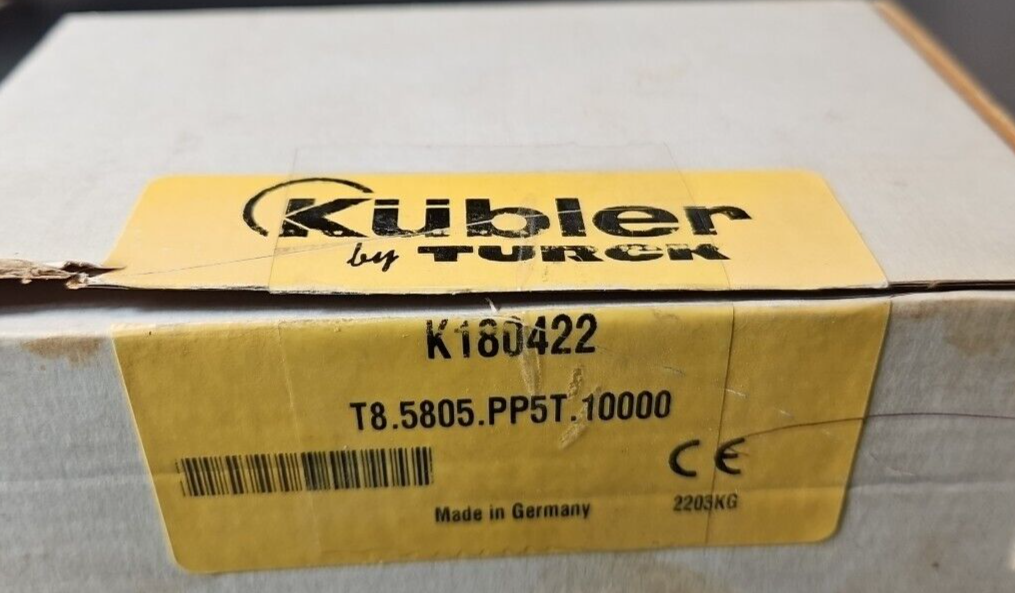 Kübler
by TURCK
K180422
T8.5805.PP5T.10000
CE
Made in Germany
2203KG